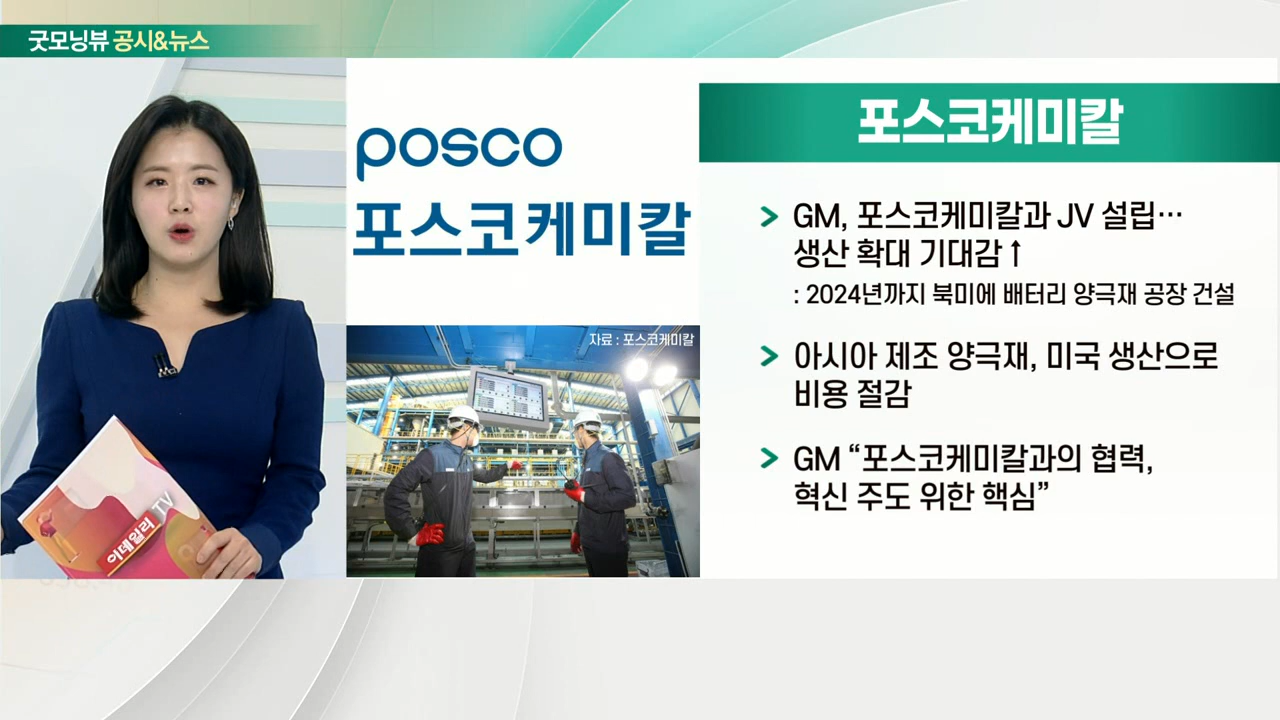 굿모닝뷰 공시&뉴스
posco
포스코케미칼
자료 : 포스코케미칼
이데일리 TV
포스코케미칼
GM, 포스코케미칼과 JV 설립…
생산 확대 기대감↑
: 2024년까지 북미에 배터리 양극재 공장 건설
아시아 제조 양극재, 미국 생산으로
비용 절감
GM “포스코케미칼과의 협력,
혁신 주도 위한 핵심”